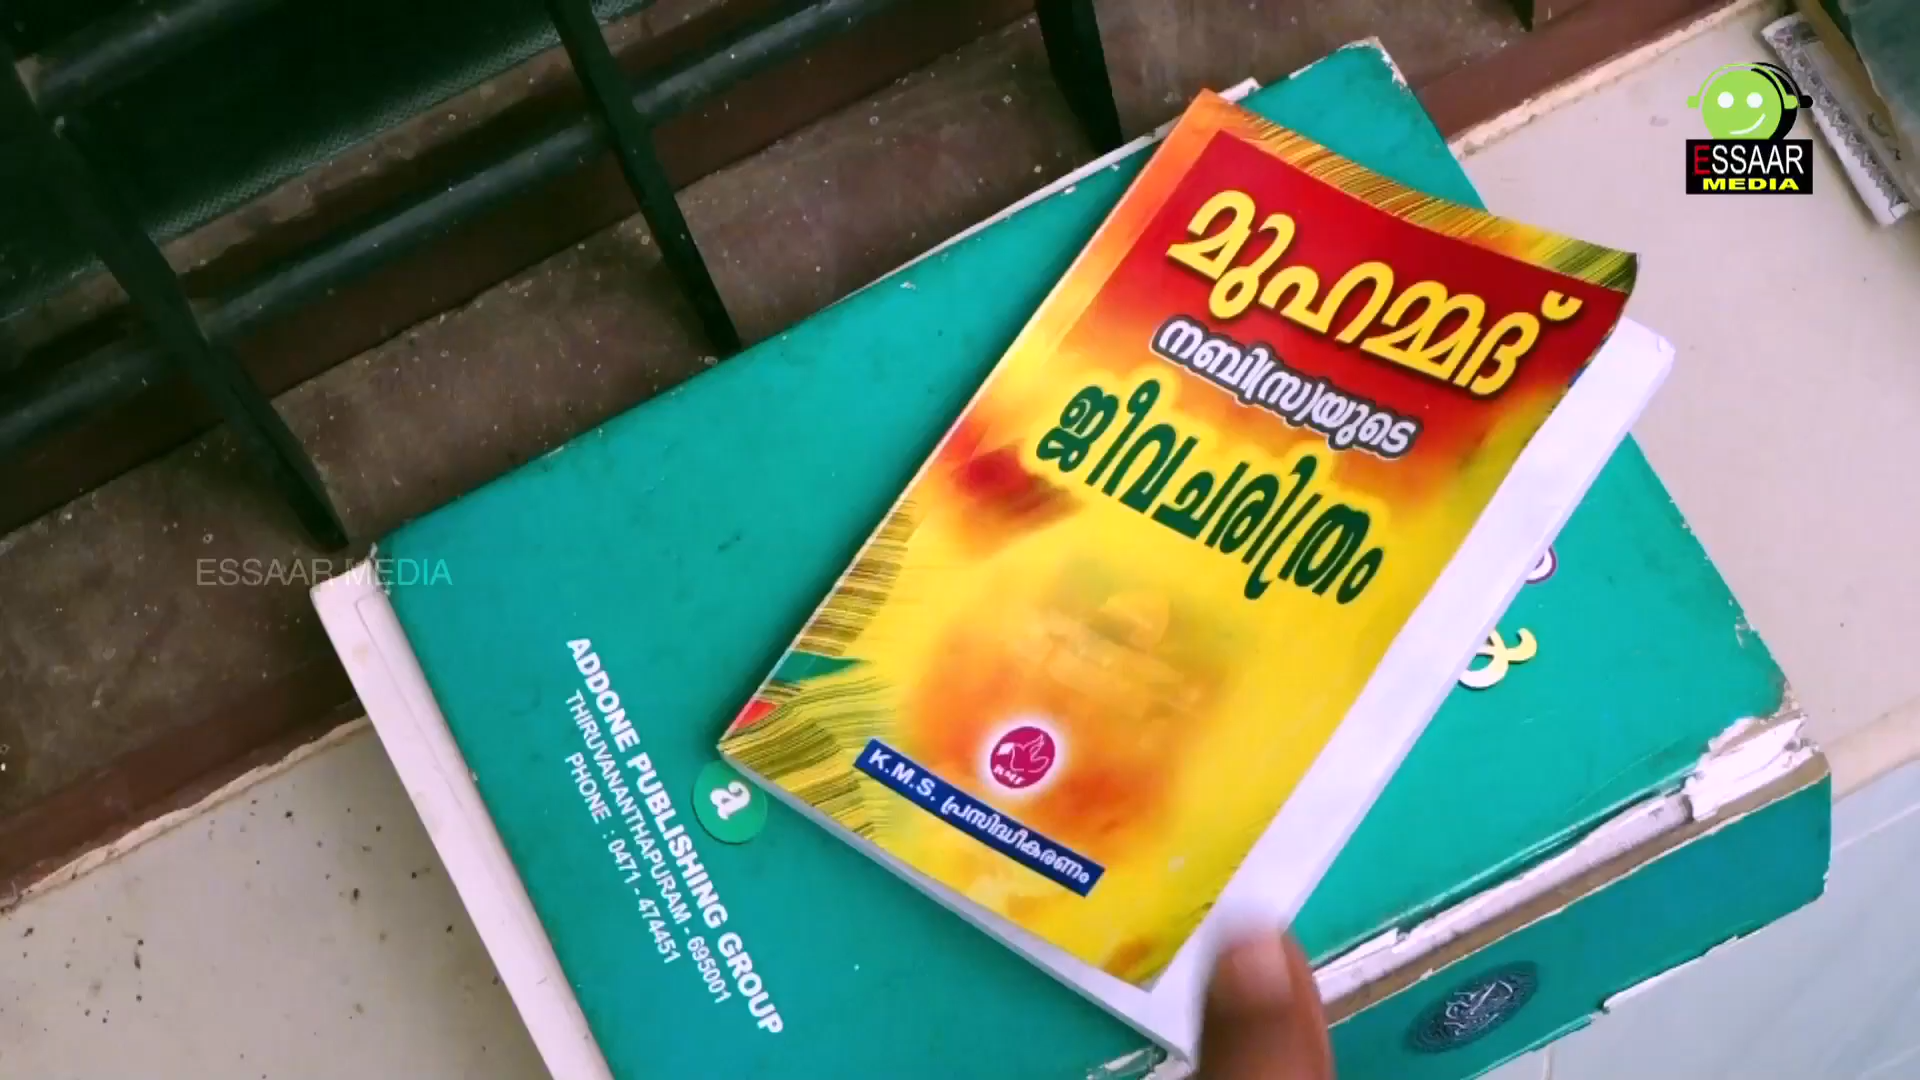 ESSAAR
MEDIA
മുഹമ്മദ്
നബി(സ)യുടെ
ജീവചരിത്രം
K.M.S. പ്രസിദ്ധീകരണം
ESSAAR MEDIA
ADDONE PUBLISHING GROUP
THIRUVANANTHAPURAM - 695001
PHONE : 0471 - 474451
a